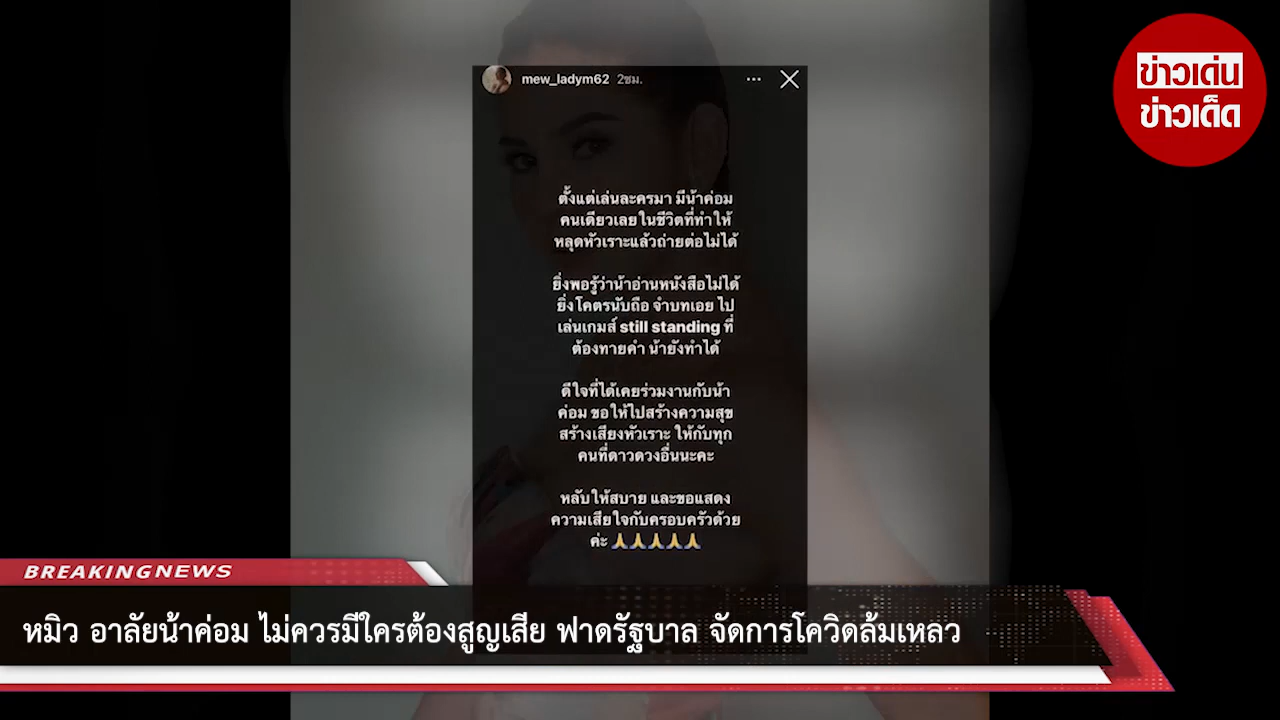 ข่าวเด่น
ข่าวเด็ด
mew_ladym62 2ชม.
ตั้งแต่เล่นละครมา มีน้าค่อม
คนเดียวเลยในชีวิตที่ทำให้
หลุดหัวเราะแล้วถ่ายต่อไม่ได้
ยิ่งพอรู้ว่าน้าอ่านหนังสือไม่ได้
ยิ่งโคตรนับถือ จำบทเอย ไป
เล่นเกมส์ still standing ที่
ต้องทายคำ น้ายังทำได้
ดีใจที่ได้เคยร่วมงานกับน้า
ค่อม ขอให้ไปสร้างความสุข
สร้างเสียงหัวเราะ ให้กับทุก
คนที่ดาวดวงอื่นนะคะ
หลับให้สบาย และขอแสดง
ความเสียใจกับครอบครัวด้วย
ค่ะ 🙏🙏🙏🙏🙏
BREAKINGNEWS
หมิว อาลัยน้าค่อม ไม่ควรมีใครต้องสูญเสีย ฟาดรัฐบาล จัดการโควิดล้มเหลว